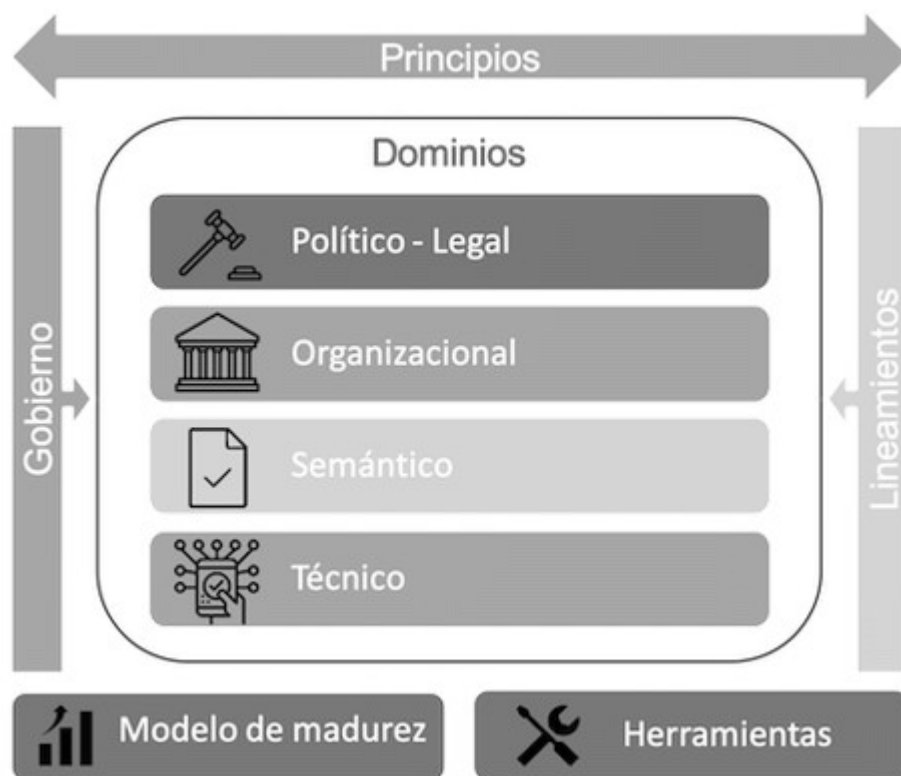 Principios
Dominios
Gobierno
Político - Legal
Organizacional
Semántico
Técnico
Lineamientos
Modelo de madurez
Herramientas